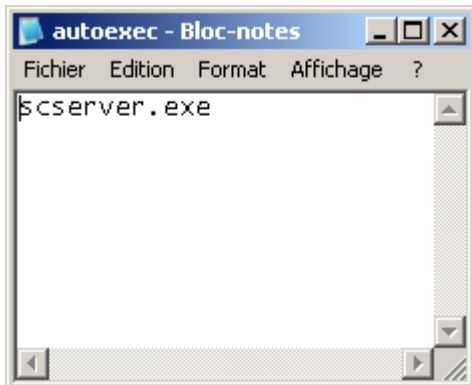 autoexec - Bloc-notes
Fichier Edition Format Affichage ?
scserver.exe